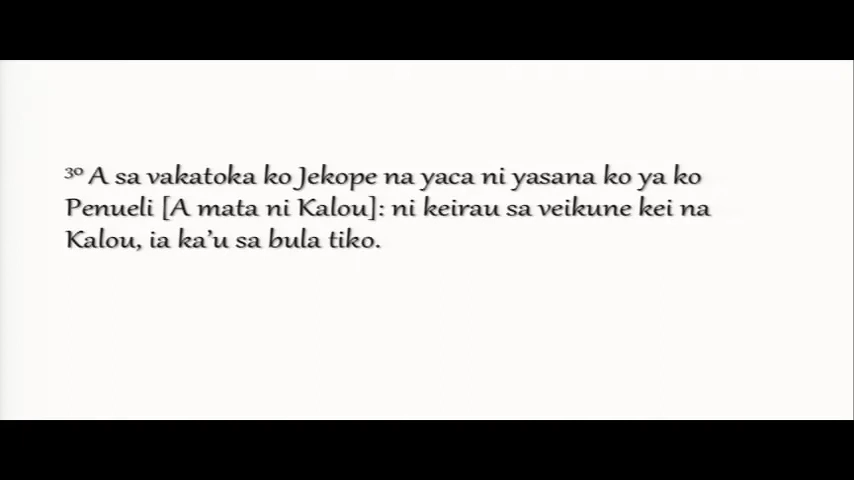 ³⁰ A sa vakatoka ko Jekope na yaca ni yasana ko ya ko
Penueli [A mata ni Kalou]: ni keirau sa veikune kei na
Kalou, ia ka’u sa bula tiko.